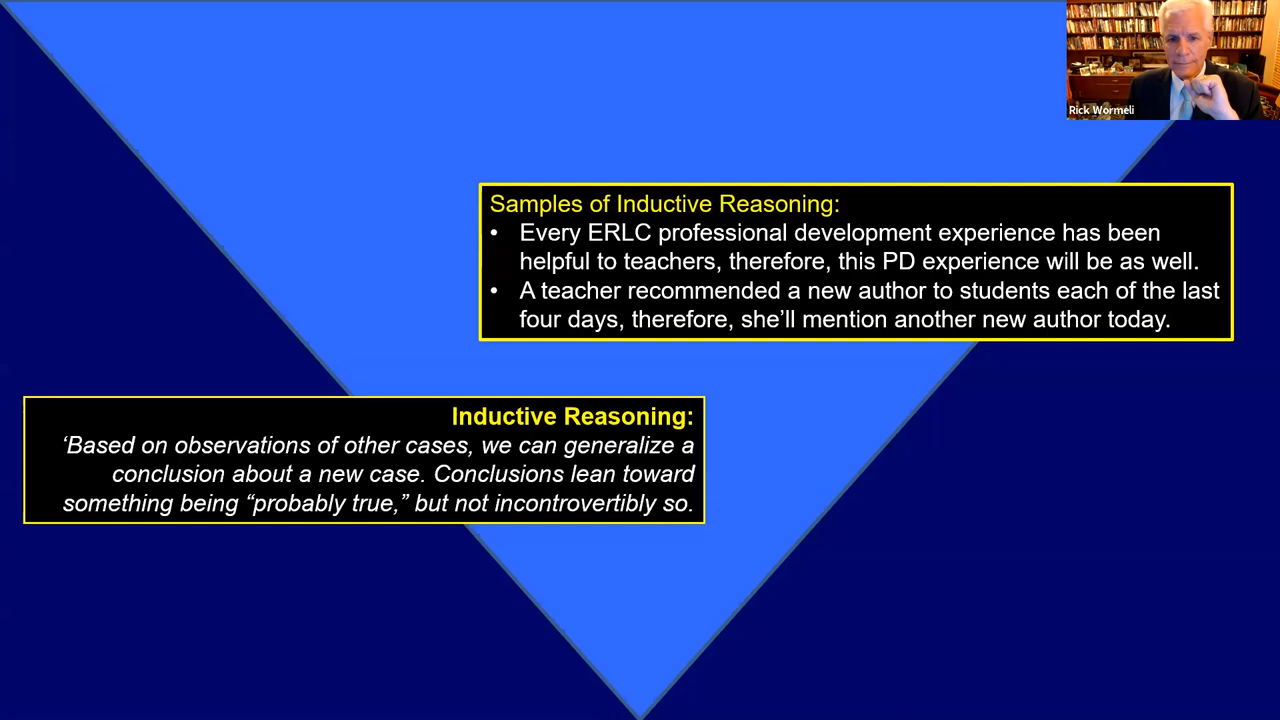 Rick Wormeli
Samples of Inductive Reasoning:
• Every ERLC professional development experience has been
helpful to teachers, therefore, this PD experience will be as well.
• A teacher recommended a new author to students each of the last
four days, therefore, she’ll mention another new author today.
Inductive Reasoning:
‘Based on observations of other cases, we can generalize a
conclusion about a new case. Conclusions lean toward
something being “probably true,” but not incontrovertibly so.